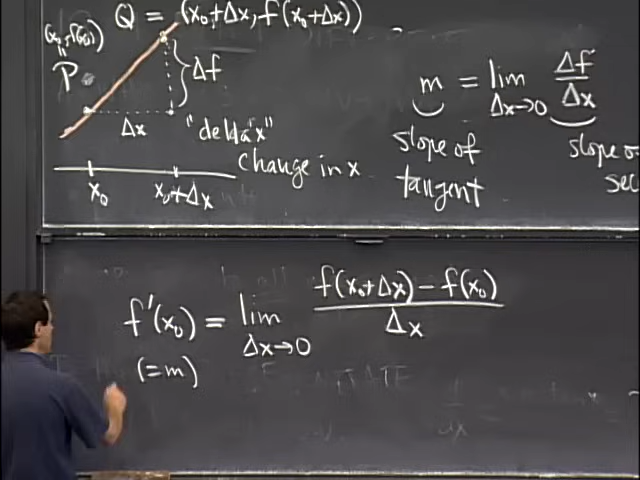 (x₀, f(x₀))
Q = (x₀+Δx, f(x₀+Δx))
"
P
Δf
Δx
"delta x"
change in x
x₀
x₀+Δx
m = lim Δx→0 Δf/Δx
slope of
tangent
slope
f'(x₀) = lim Δx→0 (f(x₀+Δx) - f(x₀))/Δx
(=m)